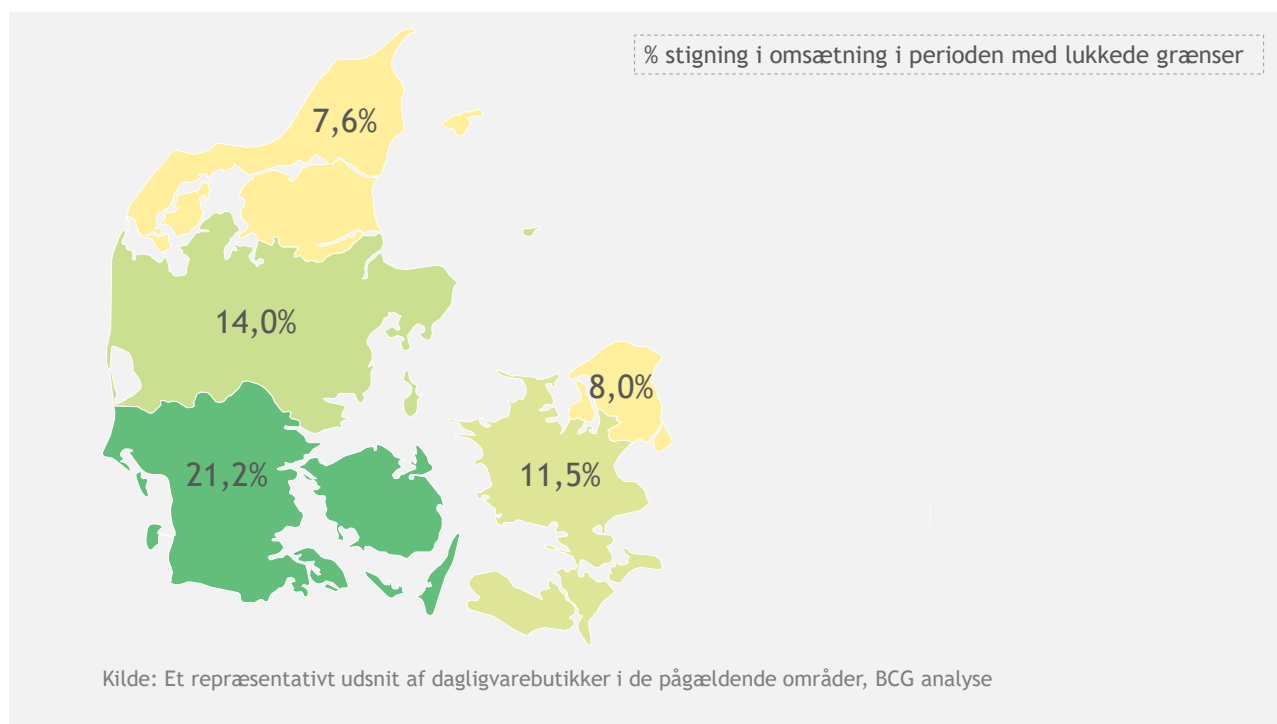 % stigning i omsætning i perioden med lukkede grænser
7,6%
14,0%
8,0%
21,2%
11,5%
Kilde: Et repræsentativt udsnit af dagligvarebutikker i de pågældende områder, BCG analyse